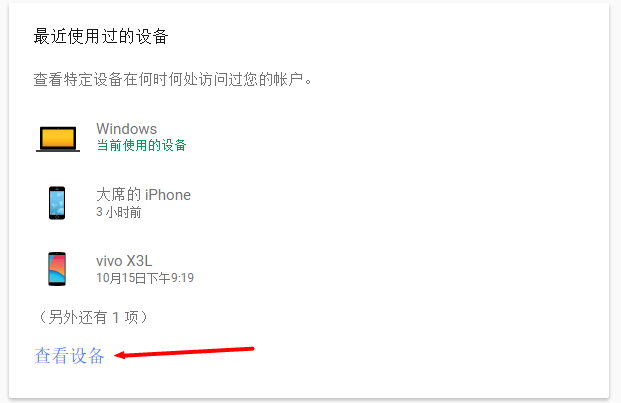 最近使用过的设备
查看特定设备在何时何处访问过您的帐户。
Windows
当前使用的设备
大席的 iPhone
3 小时前
vivo X3L
10月15日下午9:19
（另外还有 1 项）
查看设备